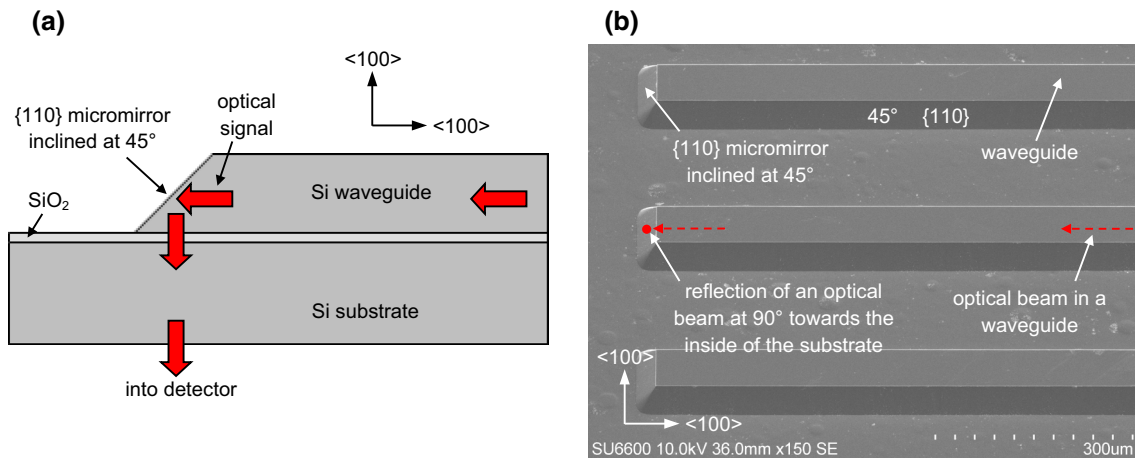 (a)
<100>
<100>
{110} micromirror
inclined at 45°
optical
signal
SiO₂
Si waveguide
Si substrate
into detector
(b)
45° {110}
{110} micromirror
inclined at 45°
waveguide
reflection of an optical
beam at 90° towards the
inside of the substrate
optical beam in a
waveguide
<100>
<100>
SU6600 10.0kV 36.0mm x150 SE
300um